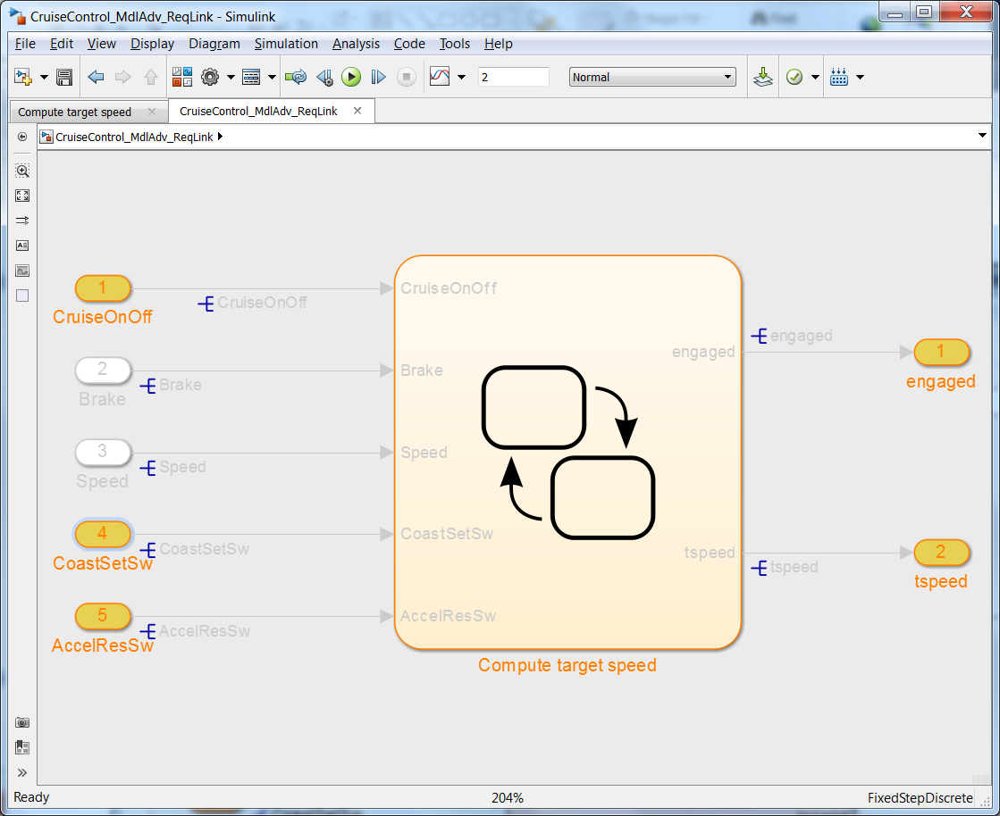 CruiseControl_MdlAdv_ReqLink - Simulink
File Edit View Display Diagram Simulation Analysis Code Tools Help
2 Normal
Compute target speed CruiseControl_MdlAdv_ReqLink
CruiseControl_MdlAdv_ReqLink
1
CruiseOnOff
CruiseOnOff
CruiseOnOff
2
Brake
Brake
Brake
3
Speed
Speed
Speed
4
CoastSetSw
CoastSetSw
CoastSetSw
5
AccelResSw
AccelResSw
AccelResSw
engaged
engaged
1
engaged
tspeed
tspeed
2
tspeed
Compute target speed
Ready 204% FixedStepDiscrete